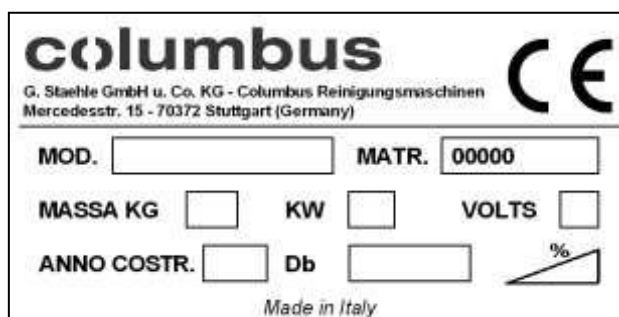 columbus
CE
G. Staehle GmbH u. Co. KG - Columbus Reinigungsmaschinen
Mercedesstr. 15 - 70372 Stuttgart (Germany)
MOD. MATR. 00000
MASSA KG KW VOLTS
ANNO COSTR. Db %
Made in Italy